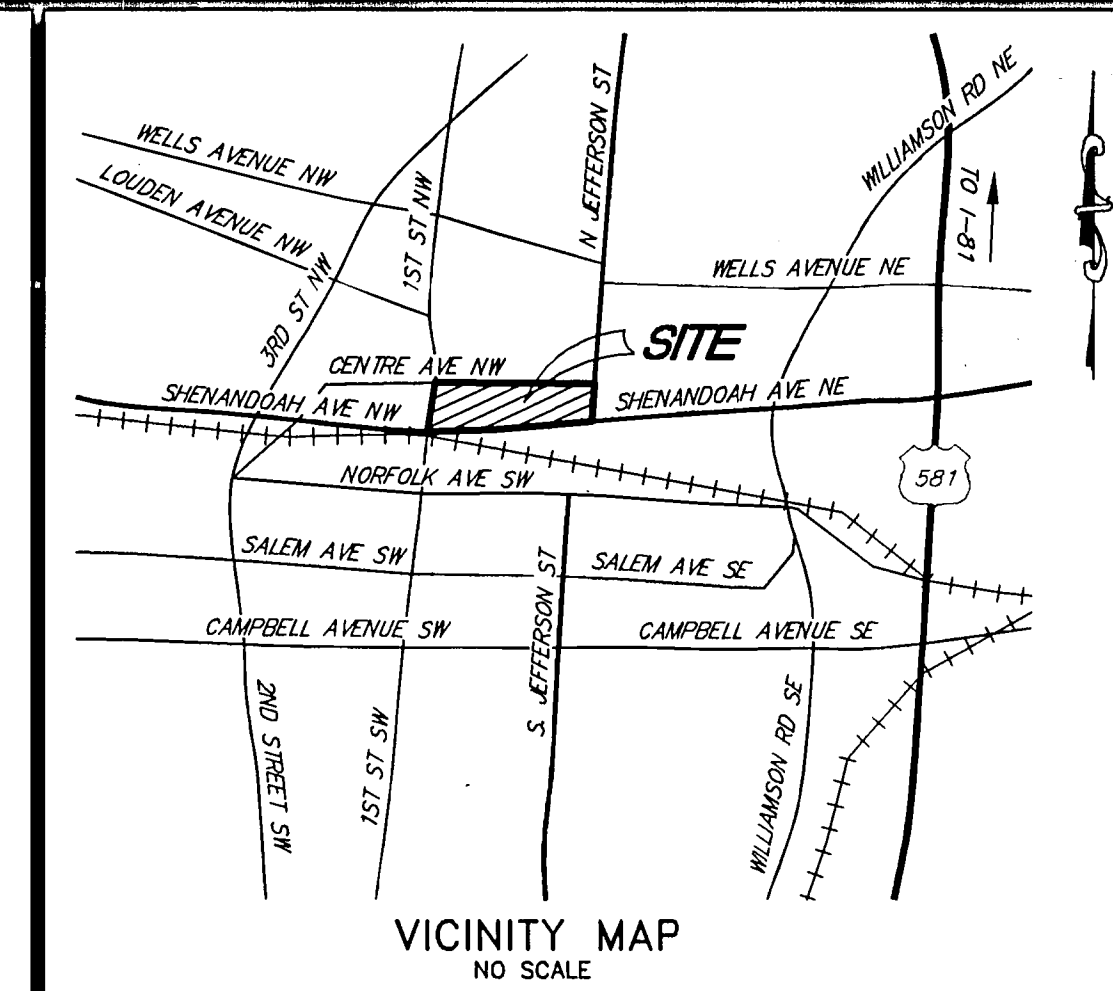 WELLS AVENUE NW
LOUDEN AVENUE NW
3RD ST NW
1ST ST NW
N JEFFERSON ST
WILLIAMSON RD NE
TO I-81
WELLS AVENUE NE
SITE
CENTRE AVE NW
SHENANDOAH AVE NW
SHENANDOAH AVE NE
581
NORFOLK AVE SW
SALEM AVE SW
SALEM AVE SE
CAMPBELL AVENUE SW
CAMPBELL AVENUE SE
S. JEFFERSON ST
2ND STREET SW
1ST ST SW
WILLIAMSON RD SE
VICINITY MAP
NO SCALE